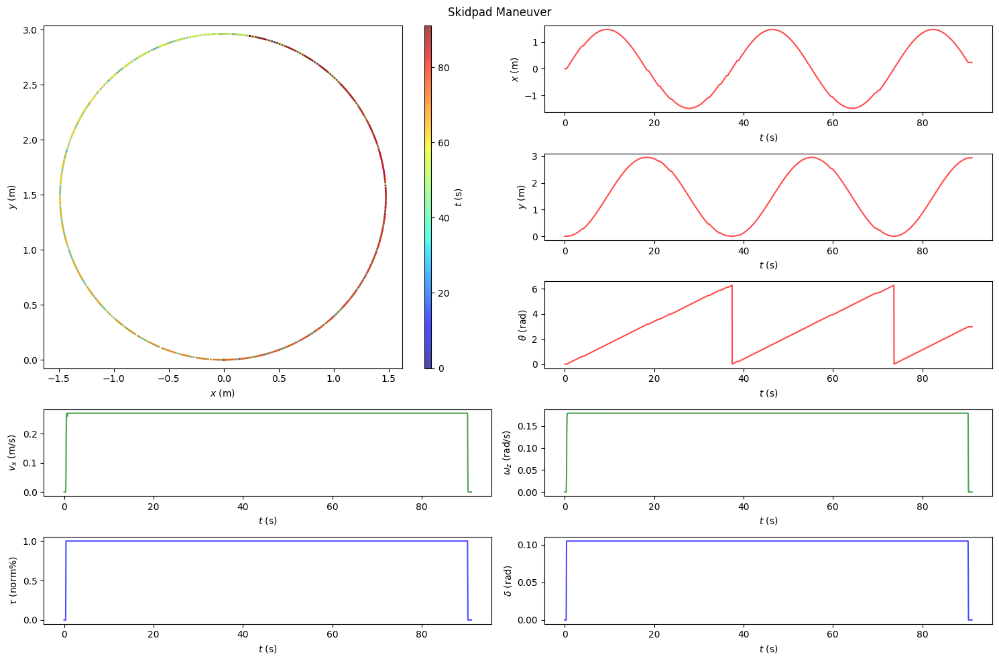 Skidpad Maneuver
3.0
2.5
2.0
1.5
1.0
0.5
0.0
y (m)
−1.5 −1.0 −0.5 0.0 0.5 1.0 1.5
x (m)
80
60
40
20
0
t (s)
1
0
−1
x (m)
0 20 40 60 80
t (s)
3
2
1
0
y (m)
0 20 40 60 80
t (s)
6
4
2
0
θ (rad)
0 20 40 60 80
t (s)
0.2
0.1
0.0
vₓ (m/s)
0 20 40 60 80
t (s)
0.15
0.10
0.05
0.00
ω_z (rad/s)
0 20 40 60 80
t (s)
1.0
0.5
0.0
τ (norm%)
0 20 40 60 80
t (s)
0.10
0.05
0.00
δ (rad)
0 20 40 60 80
t (s)